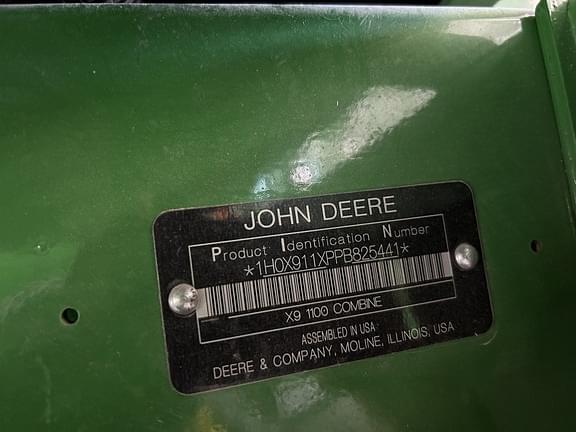 JOHN DEERE
Product Identification Number
*1H0X911XPPB825441*
X9 1100 COMBINE
ASSEMBLED IN USA
DEERE & COMPANY, MOLINE, ILLINOIS, USA